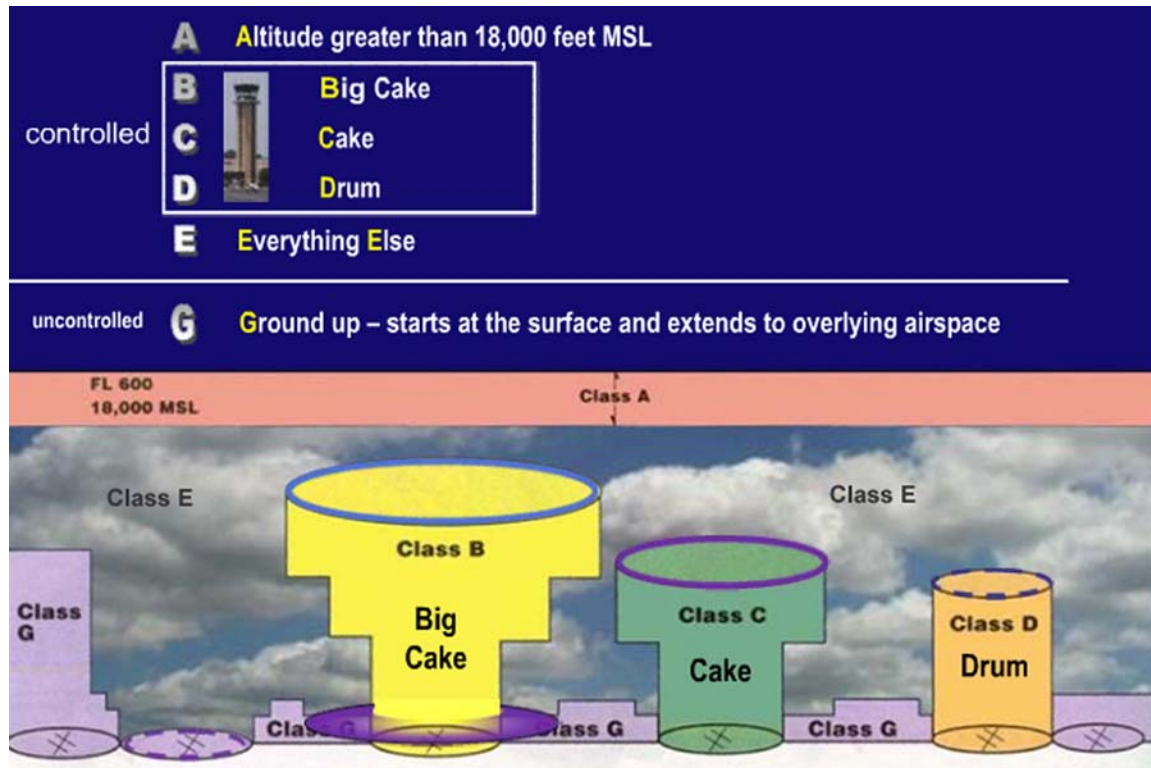 A Altitude greater than 18,000 feet MSL
B Big Cake
controlled C Cake
D Drum
E Everything Else
uncontrolled G Ground up – starts at the surface and extends to overlying airspace
FL 600
18,000 MSL
Class A
Class E
Class E
Class B
Class G
Big Cake
Class C
Cake
Class D
Drum
Class G
Class G
Class G